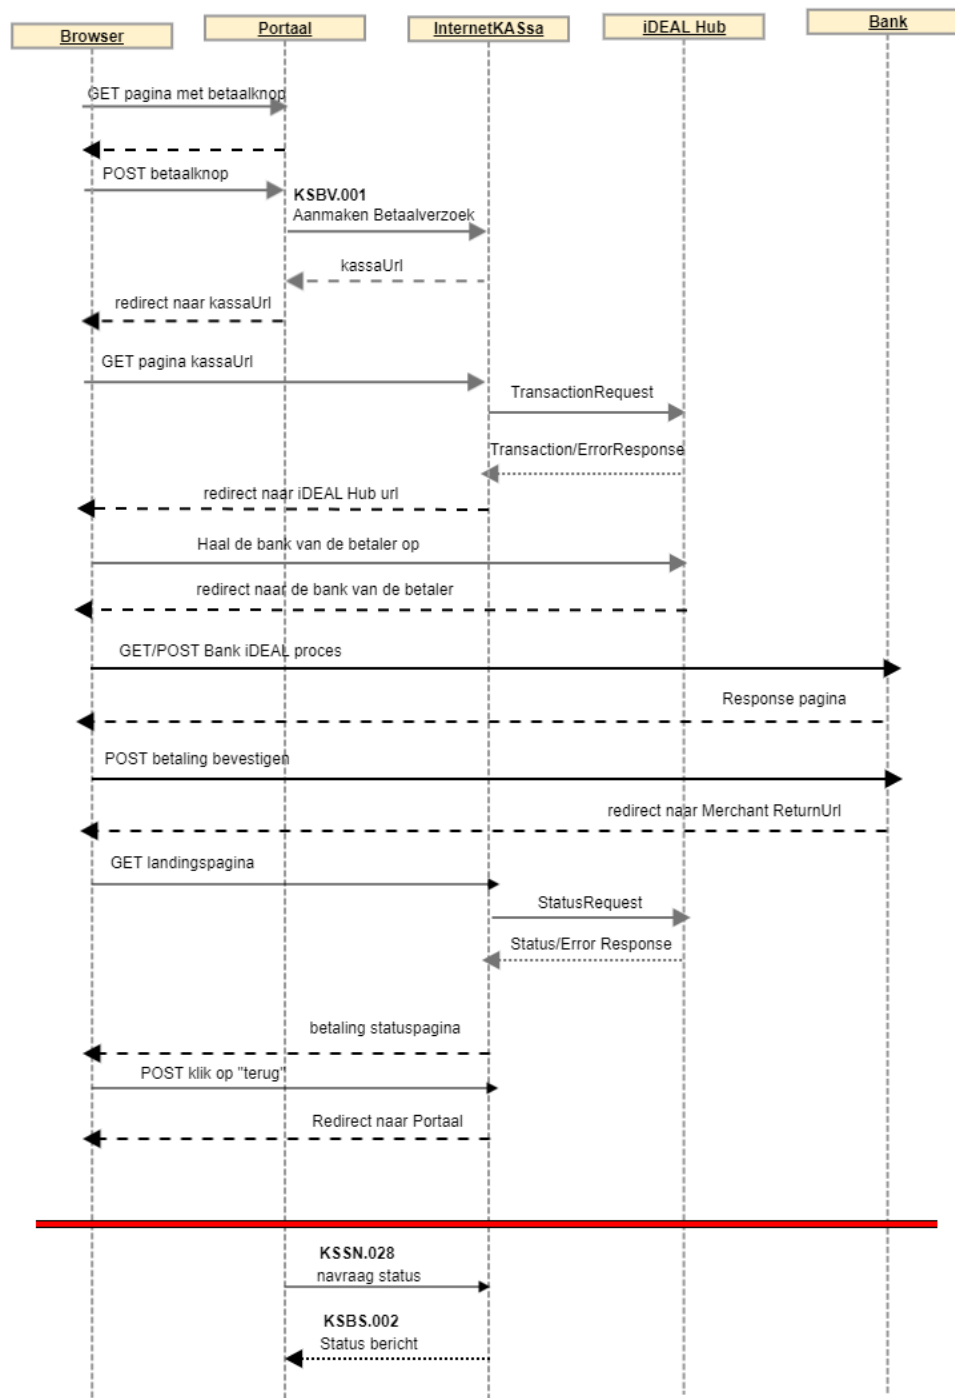 Browser
Portaal
InternetKASsa
iDEAL Hub
Bank
GET pagina met betaalknop
POST betaalknop
KSBV.001
Aanmaken Betaalverzoek
kassaUrl
redirect naar kassaUrl
GET pagina kassaUrl
TransactionRequest
Transaction/ErrorResponse
redirect naar iDEAL Hub url
Haal de bank van de betaler op
redirect naar de bank van de betaler
GET/POST Bank iDEAL proces
Response pagina
POST betaling bevestigen
redirect naar Merchant ReturnUrl
GET landingspagina
StatusRequest
Status/Error Response
betaling statuspagina
POST klik op "terug"
Redirect naar Portaal
KSSN.028
navraag status
KSBS.002
Status bericht